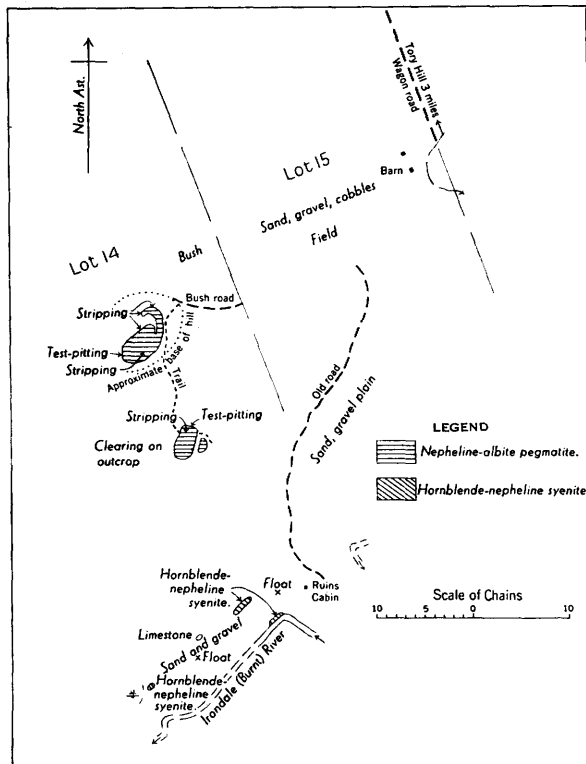 North Ast.
Tory Hill 3 miles
Wagon road
Lot 15
Barn
Sand, gravel, cobbles
Field
Lot 14
Bush
Bush road
Stripping
Test-pitting
Stripping
Approximate base of hill
Trail
Old road
Sand, gravel plain
Stripping
Test-pitting
Clearing on
outcrop
LEGEND
Nepheline-albite pegmatite.
Hornblende-nepheline syenite
Hornblende-
nepheline
syenite.
Float
Ruins
Cabin
Scale of Chains
10 5 0 10
Limestone
Sand and gravel
Float
Hornblende-
nepheline
syenite.
Irondale (Burnt) River